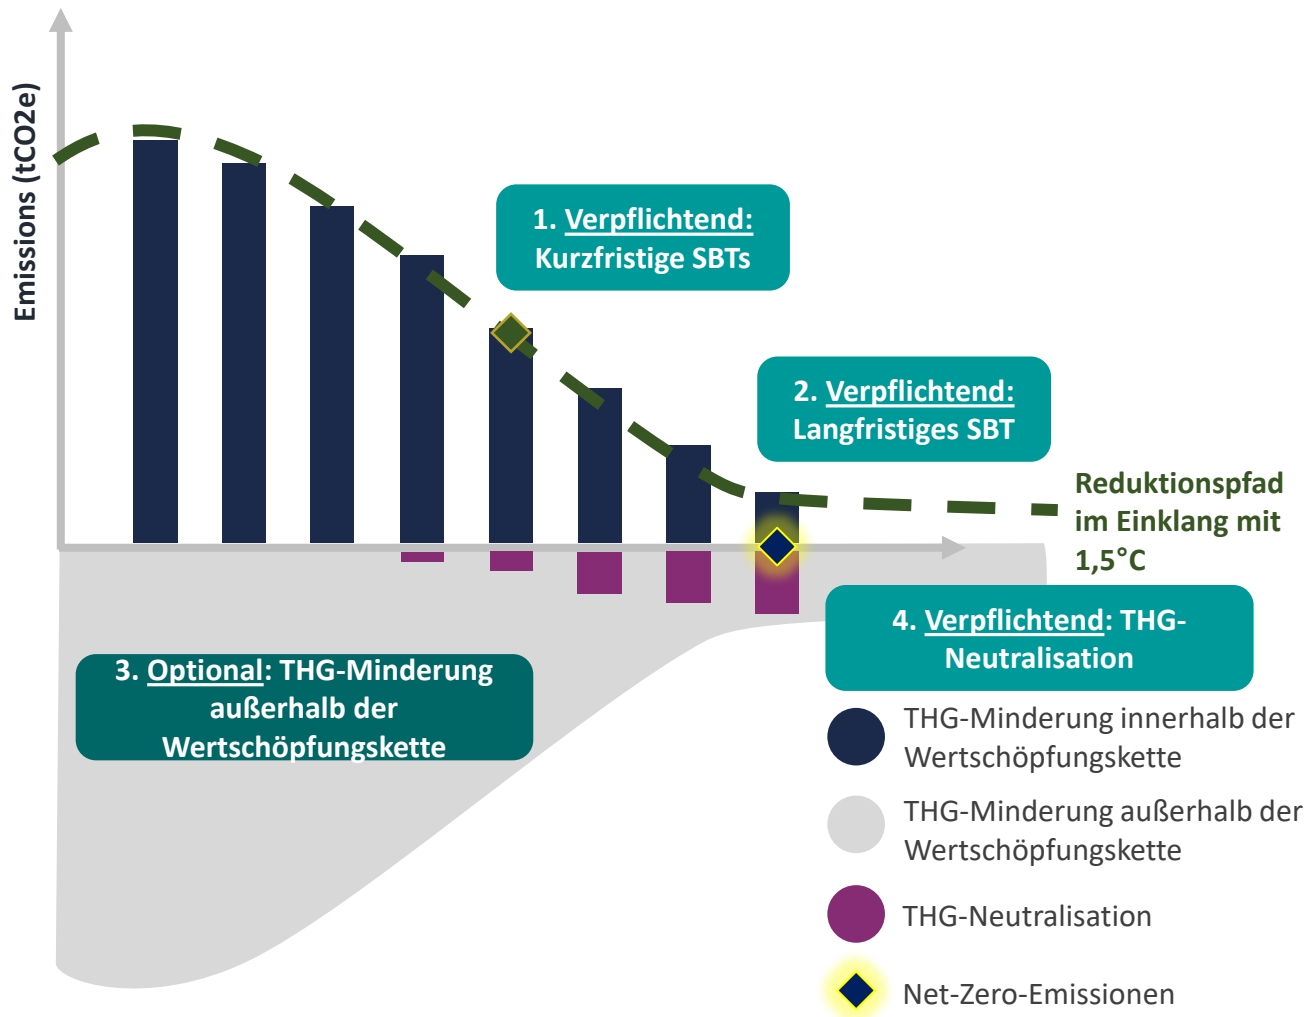 Emissions (tCO2e)
1. Verpflichtend:
Kurzfristige SBTs
2. Verpflichtend:
Langfristiges SBT
Reduktionspfad
im Einklang mit
1,5°C
3. Optional: THG-Minderung
außerhalb der
Wertschöpfungskette
4. Verpflichtend: THG-
Neutralisation
THG-Minderung innerhalb der
Wertschöpfungskette
THG-Minderung außerhalb der
Wertschöpfungskette
THG-Neutralisation
Net-Zero-Emissionen